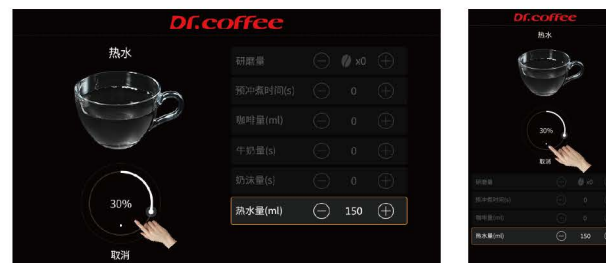 Dr.coffee
热水
研磨量 x0
预冲煮时间(s) 0
咖啡量(ml) 0
牛奶量(s) 0
奶沫量(s) 0
热水量(ml) 150
30%
取消
Dr.coffee
热水
30%
取消
研磨量 x0
预冲煮时间(s) 0
咖啡量(ml) 0
热水量(ml) 150